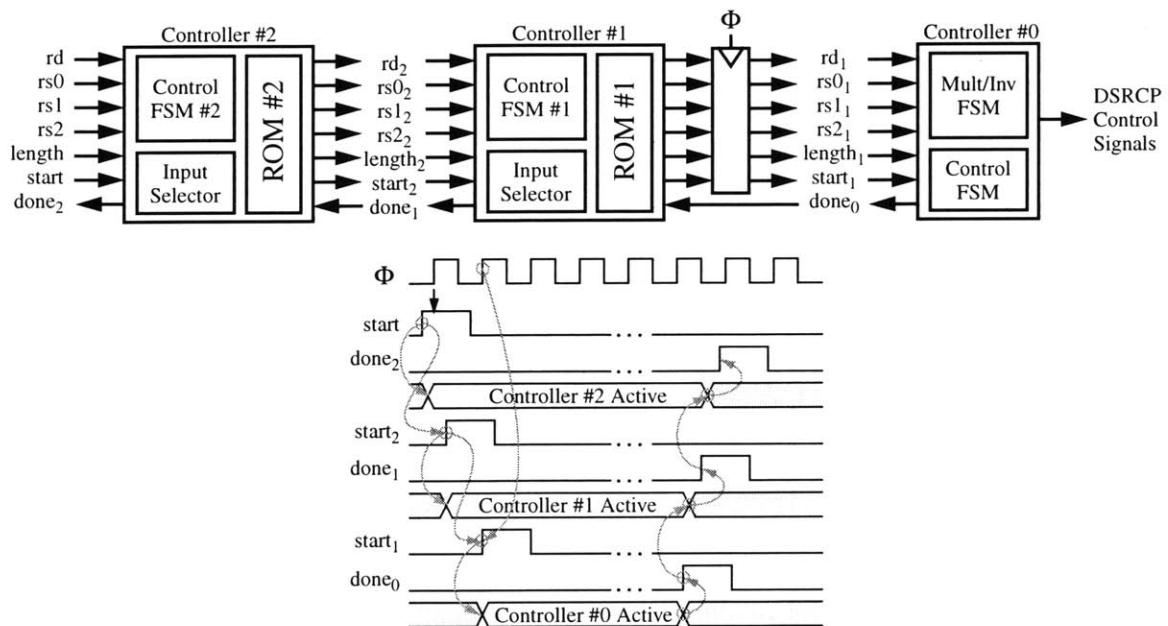 Controller #2
rd
rs0
rs1
rs2
length
start
done₂
Control
FSM #2
Input
Selector
ROM #2
rd₂
rs0₂
rs1₂
rs2₂
length₂
start₂
done₁
Controller #1
Control
FSM #1
Input
Selector
ROM #1
Φ
rd₁
rs0₁
rs1₁
rs2₁
length₁
start₁
done₀
Controller #0
Mult/Inv
FSM
Control
FSM
DSRCP
Control
Signals
Φ
start
...
done₂
...
Controller #2 Active
start₂
...
done₁
...
Controller #1 Active
start₁
...
done₀
...
Controller #0 Active